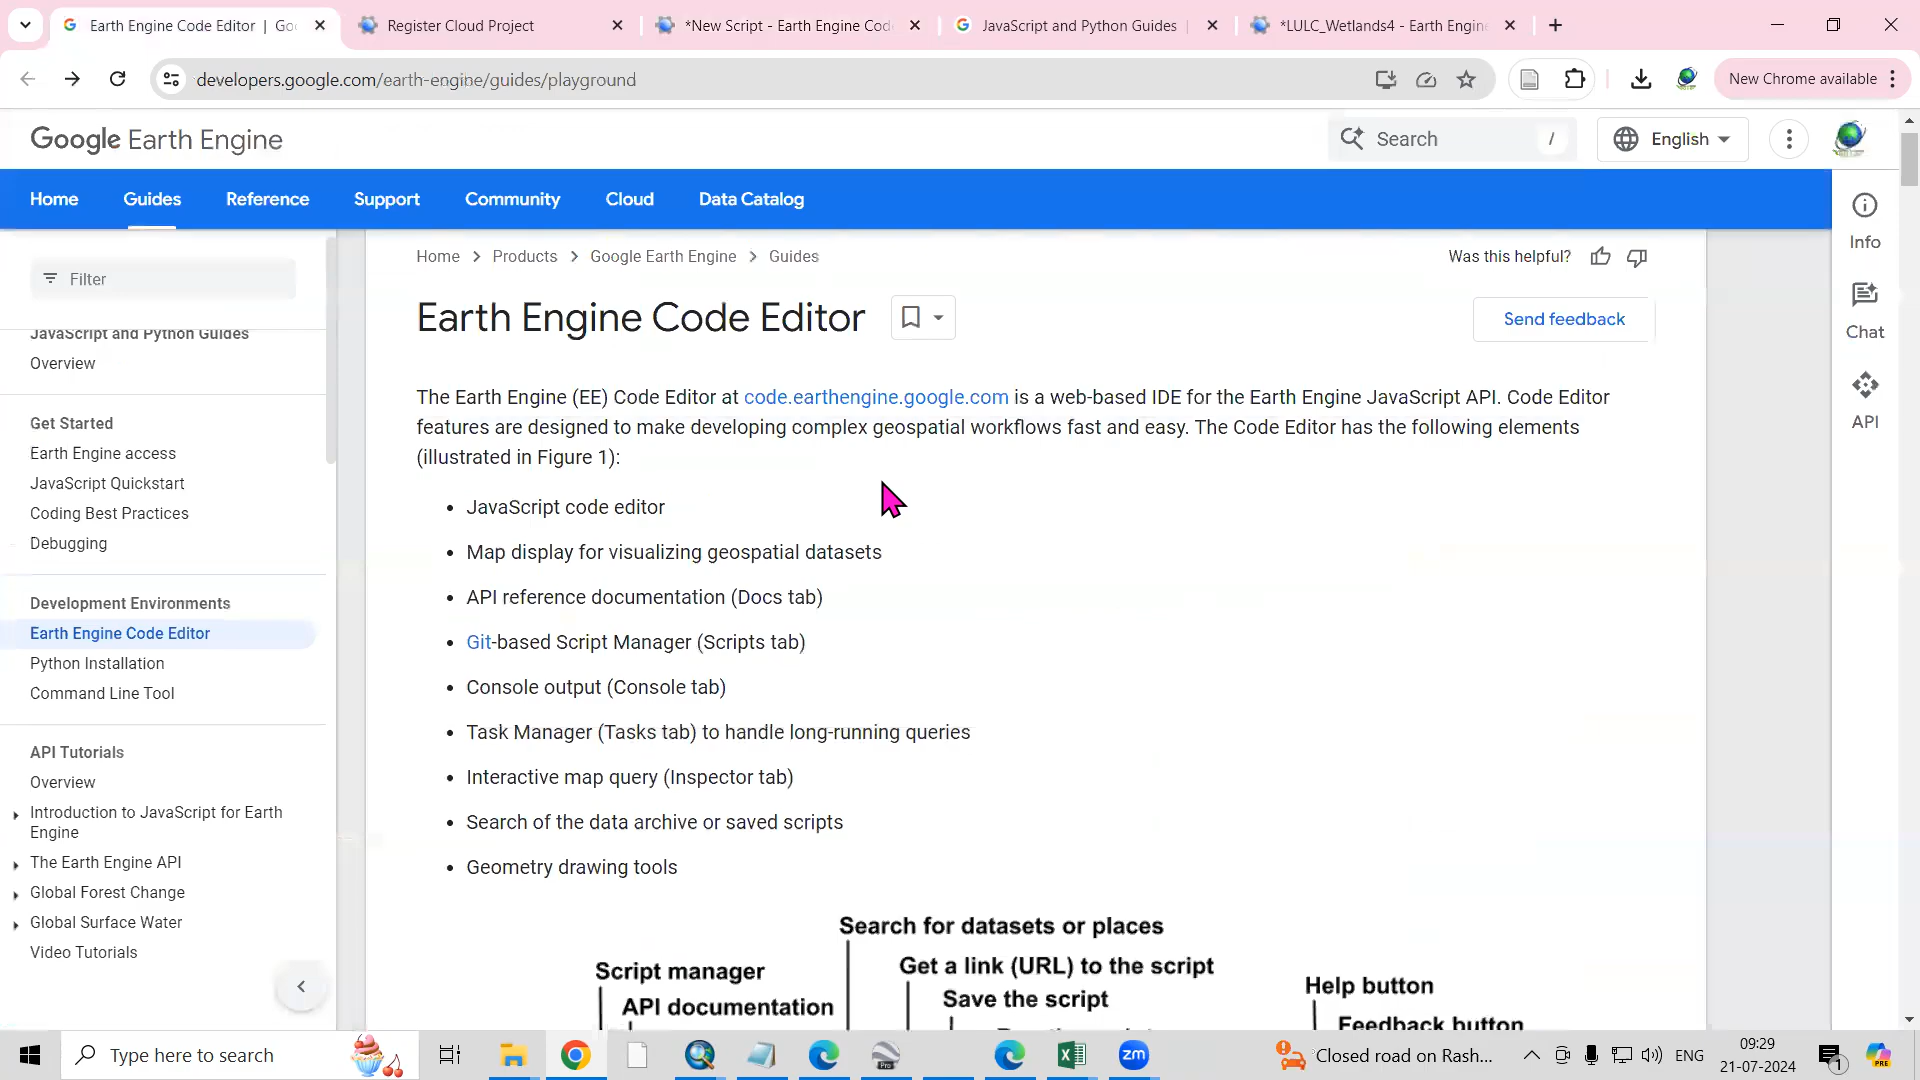 Earth Engine Code Editor | Go
Register Cloud Project
*New Script - Earth Engine Cod
JavaScript and Python Guides |
*LULC_Wetlands4 - Earth Engine
developers.google.com/earth-engine/guides/playground
New Chrome available
Google Earth Engine
Search /
English
Home
Guides
Reference
Support
Community
Cloud
Data Catalog
Info
Chat
API
Filter
JavaScript and Python Guides
Overview
Get Started
Earth Engine access
JavaScript Quickstart
Coding Best Practices
Debugging
Development Environments
Earth Engine Code Editor
Python Installation
Command Line Tool
API Tutorials
Overview
Introduction to JavaScript for Earth
Engine
The Earth Engine API
Global Forest Change
Global Surface Water
Video Tutorials
Home > Products > Google Earth Engine > Guides
Was this helpful?
Earth Engine Code Editor
Send feedback
The Earth Engine (EE) Code Editor at code.earthengine.google.com is a web-based IDE for the Earth Engine JavaScript API. Code Editor
features are designed to make developing complex geospatial workflows fast and easy. The Code Editor has the following elements
(illustrated in Figure 1):
• JavaScript code editor
• Map display for visualizing geospatial datasets
• API reference documentation (Docs tab)
• Git-based Script Manager (Scripts tab)
• Console output (Console tab)
• Task Manager (Tasks tab) to handle long-running queries
• Interactive map query (Inspector tab)
• Search of the data archive or saved scripts
• Geometry drawing tools
Search for datasets or places
Script manager
Get a link (URL) to the script
API documentation
Save the script
Help button
Feedback button
Type here to search
Pro
zm
Closed road on Rash...
ENG
09:29
21-07-2024
1
PRE